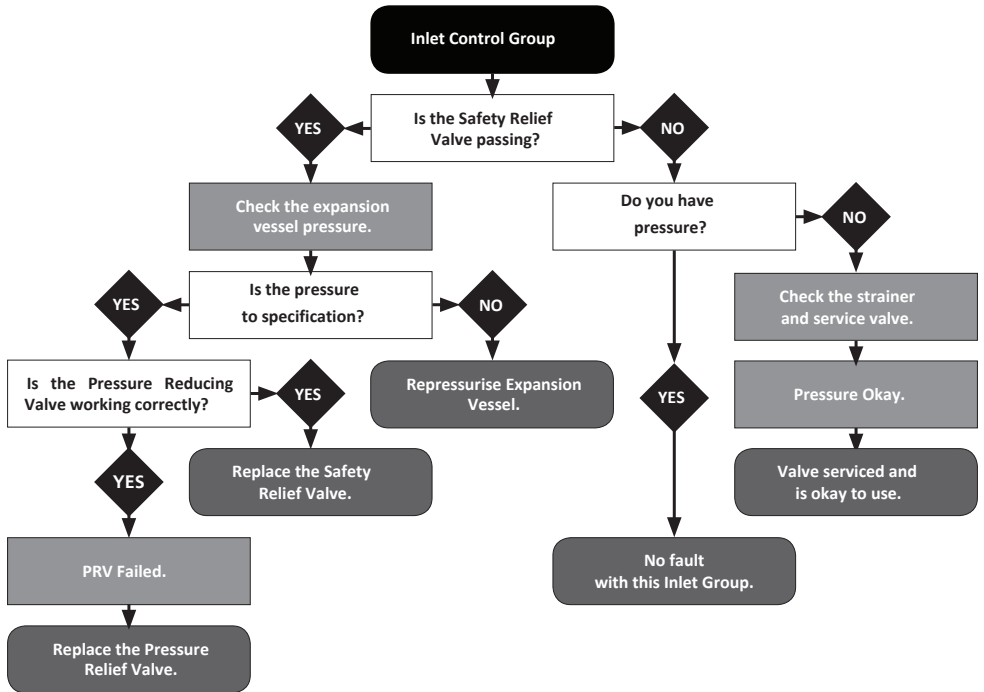 Inlet Control Group
Is the Safety Relief
Valve passing?
YES
NO
Check the expansion
vessel pressure.
Do you have
pressure?
NO
Is the pressure
to specification?
YES
NO
Check the strainer
and service valve.
Is the Pressure Reducing
Valve working correctly?
YES
Repressurise Expansion
Vessel.
YES
Pressure Okay.
YES
Replace the Safety
Relief Valve.
Valve serviced and
is okay to use.
PRV Failed.
No fault
with this Inlet Group.
Replace the Pressure
Relief Valve.